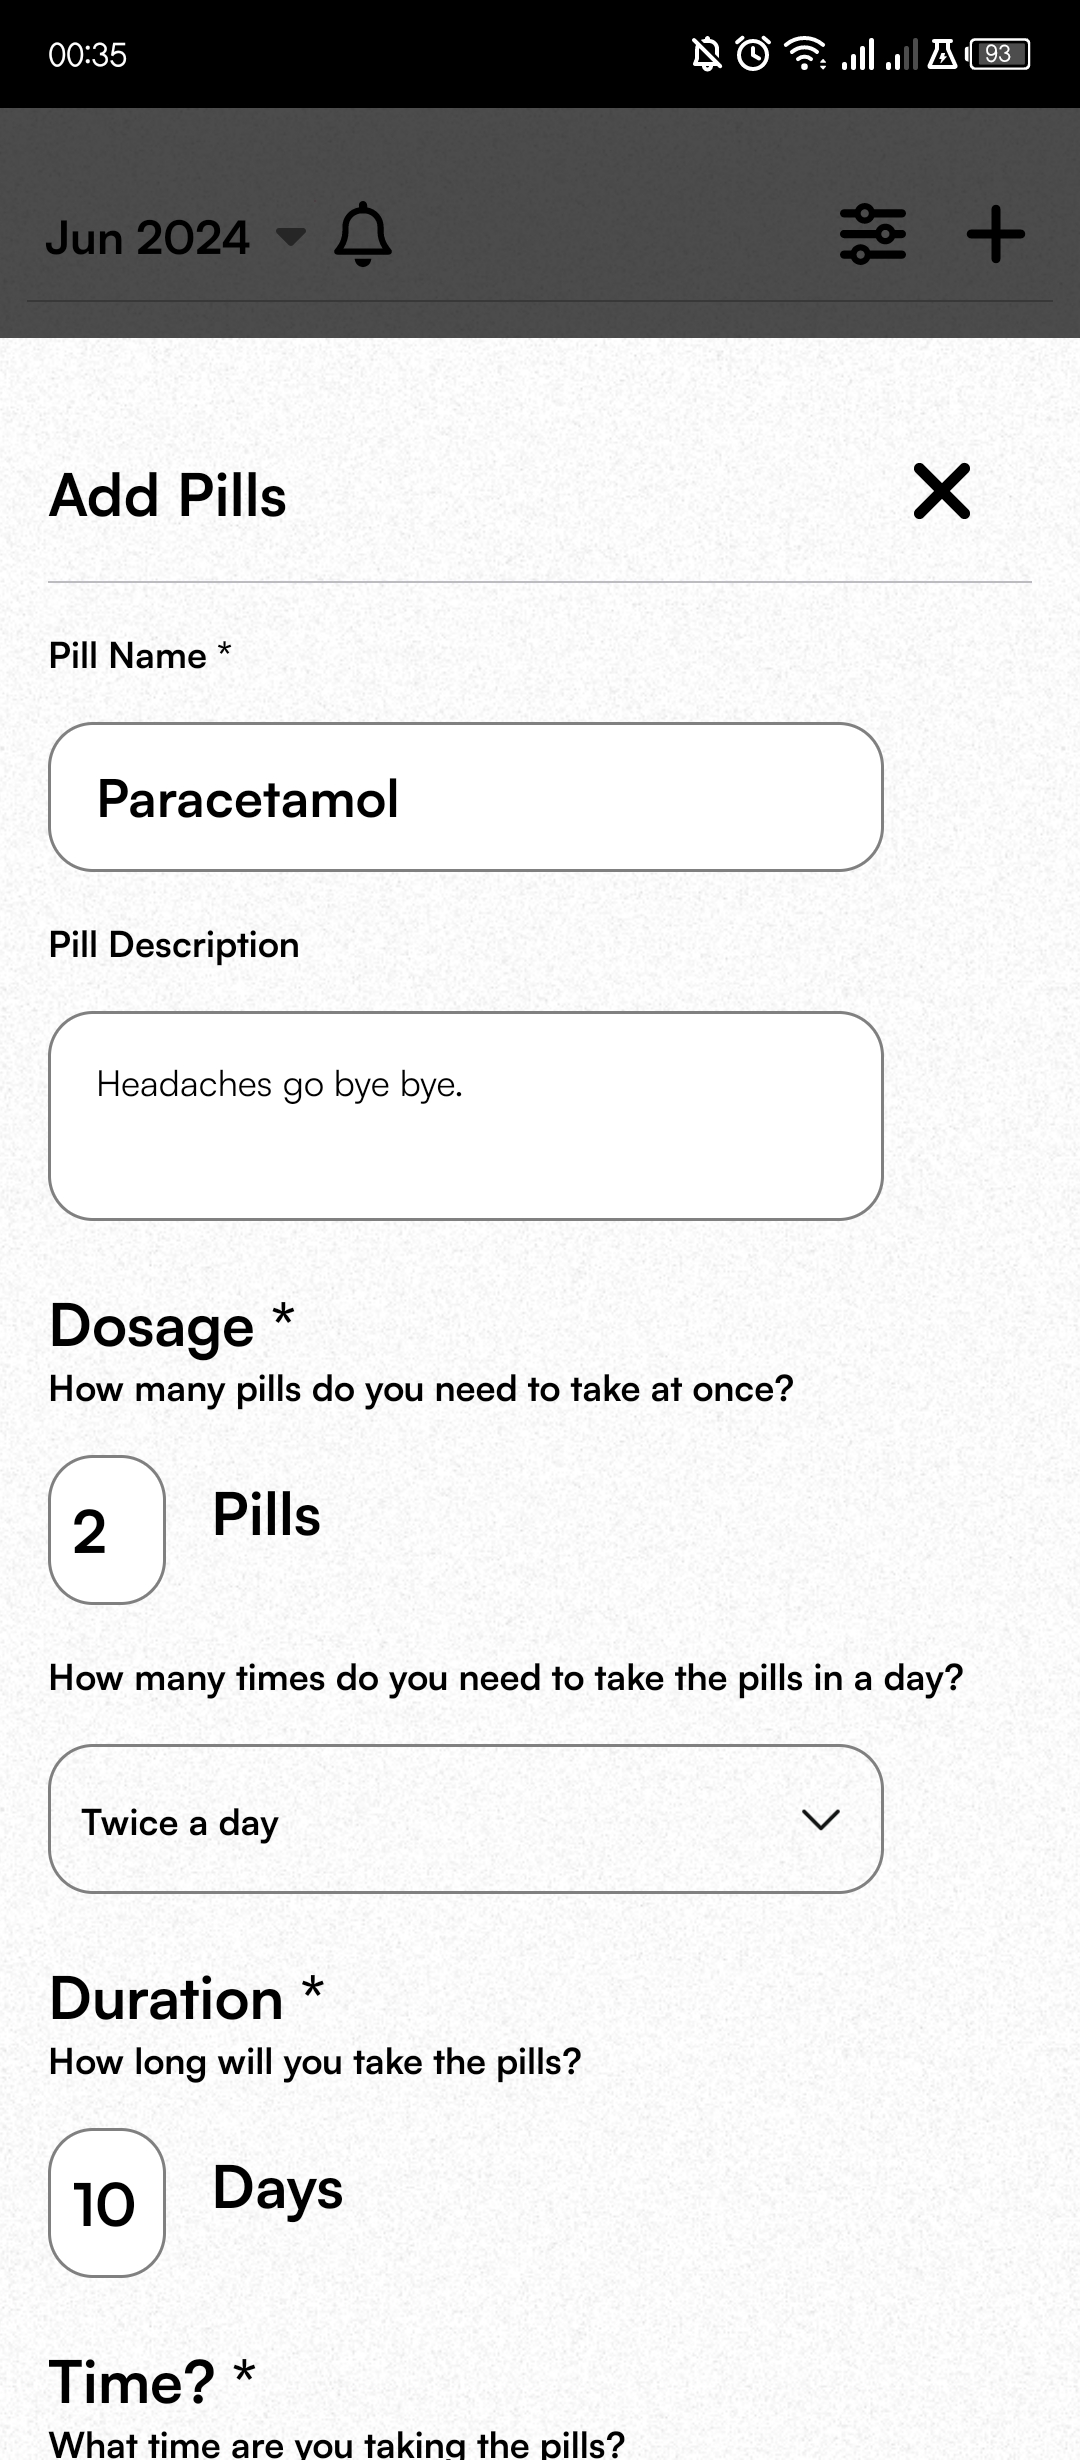 00:35
93
Jun 2024
Add Pills
Pill Name *
Paracetamol
Pill Description
Headaches go bye bye.
Dosage *
How many pills do you need to take at once?
2 Pills
How many times do you need to take the pills in a day?
Twice a day
Duration *
How long will you take the pills?
10 Days
Time? *
What time are you taking the pills?